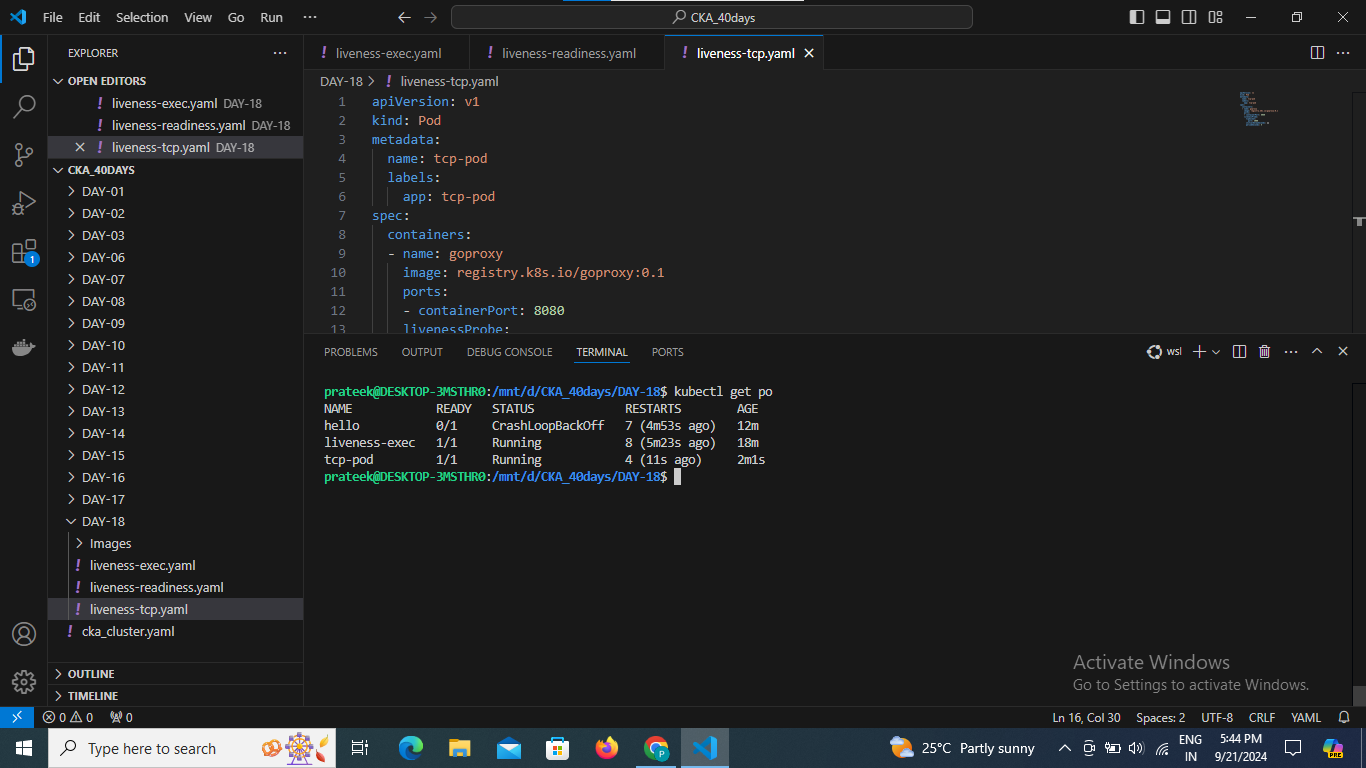 File Edit Selection View Go Run ··· CKA_40days
EXPLORER ···
OPEN EDITORS
liveness-exec.yaml DAY-18
liveness-readiness.yaml DAY-18
liveness-tcp.yaml DAY-18
CKA_40DAYS
DAY-01
DAY-02
DAY-03
DAY-06
DAY-07
DAY-08
DAY-09
DAY-10
DAY-11
DAY-12
DAY-13
DAY-14
DAY-15
DAY-16
DAY-17
DAY-18
Images
liveness-exec.yaml
liveness-readiness.yaml
liveness-tcp.yaml
cka_cluster.yaml
OUTLINE
TIMELINE
1
! liveness-exec.yaml ! liveness-readiness.yaml ! liveness-tcp.yaml
DAY-18 > ! liveness-tcp.yaml
1 apiVersion: v1
2 kind: Pod
3 metadata:
4 name: tcp-pod
5 labels:
6 app: tcp-pod
7 spec:
8 containers:
9 - name: goproxy
10 image: registry.k8s.io/goproxy:0.1
11 ports:
12 - containerPort: 8080
13 livenessProbe:
PROBLEMS OUTPUT DEBUG CONSOLE TERMINAL PORTS wsl
prateek@DESKTOP-3MSTHR0:/mnt/d/CKA_40days/DAY-18$ kubectl get po
NAME READY STATUS RESTARTS AGE
hello 0/1 CrashLoopBackOff 7 (4m53s ago) 12m
liveness-exec 1/1 Running 8 (5m23s ago) 18m
tcp-pod 1/1 Running 4 (11s ago) 2m1s
prateek@DESKTOP-3MSTHR0:/mnt/d/CKA_40days/DAY-18$
Activate Windows
Go to Settings to activate Windows.
0 0 0 Ln 16, Col 30 Spaces: 2 UTF-8 CRLF YAML
Type here to search
25°C Partly sunny
ENG
IN
5:44 PM
9/21/2024
PRE